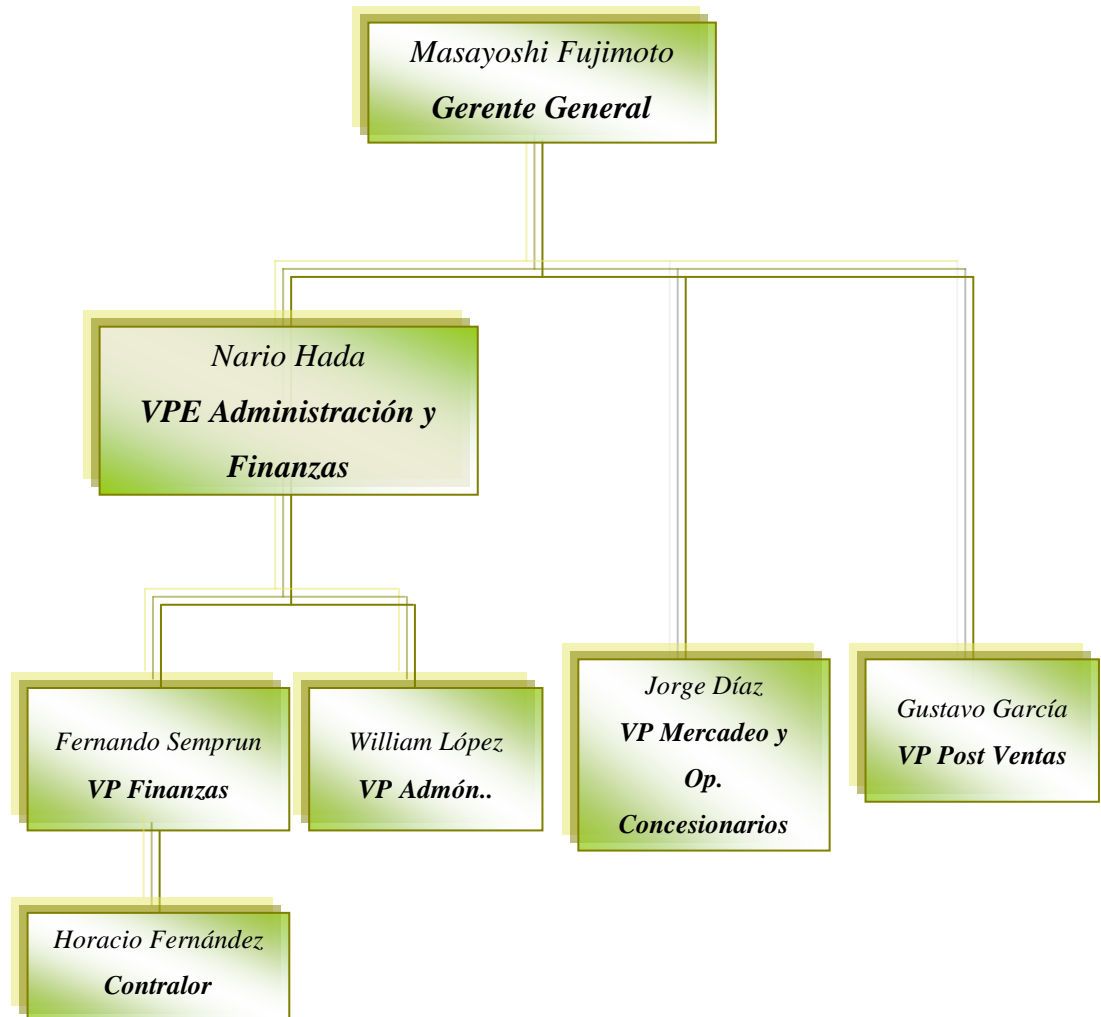 Masayoshi Fujimoto
Gerente General
Nario Hada
VPE Administración y
Finanzas
Fernando Semprun
VP Finanzas
William López
VP Admón..
Jorge Díaz
VP Mercadeo y
Op.
Concesionarios
Gustavo García
VP Post Ventas
Horacio Fernández
Contralor